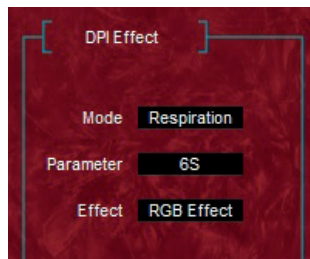 DPI Effect
Mode Respiration
Parameter 6S
Effect RGB Effect